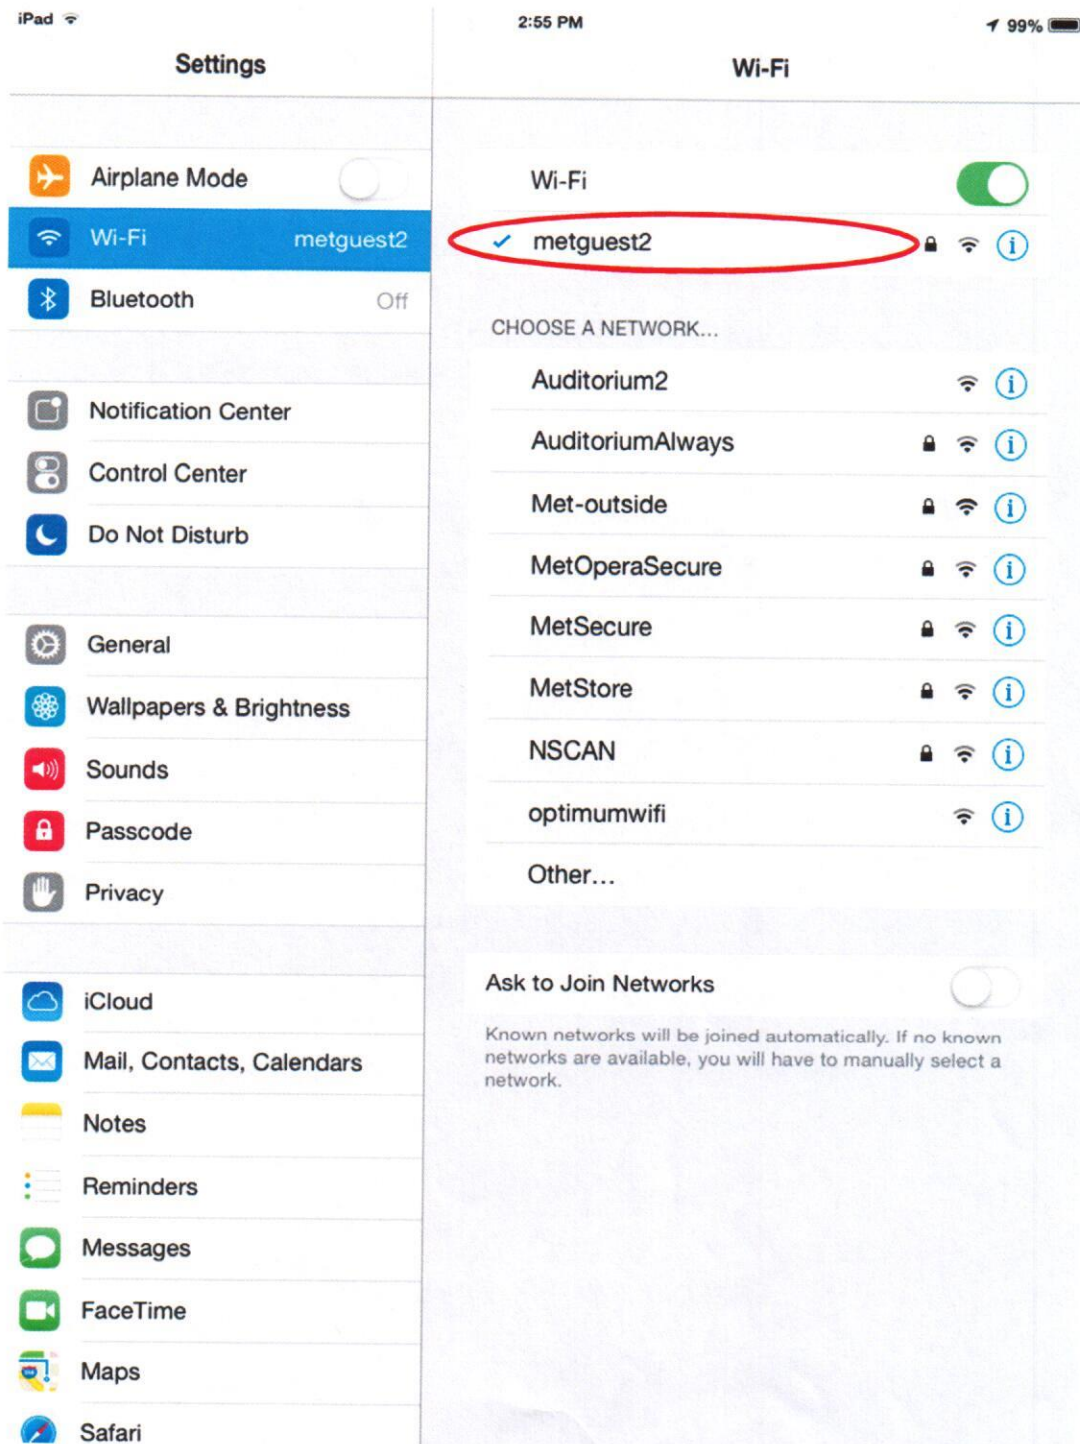 iPad
2:55 PM
99%
Settings
Wi-Fi
Airplane Mode
Wi-Fi metguest2
Bluetooth Off
Notification Center
Control Center
Do Not Disturb
General
Wallpapers & Brightness
Sounds
Passcode
Privacy
iCloud
Mail, Contacts, Calendars
Notes
Reminders
Messages
FaceTime
Maps
Safari
Wi-Fi
metguest2
CHOOSE A NETWORK...
Auditorium2
AuditoriumAlways
Met-outside
MetOperaSecure
MetSecure
MetStore
NSCAN
optimumwifi
Other...
Ask to Join Networks
Known networks will be joined automatically. If no known
networks are available, you will have to manually select a
network.